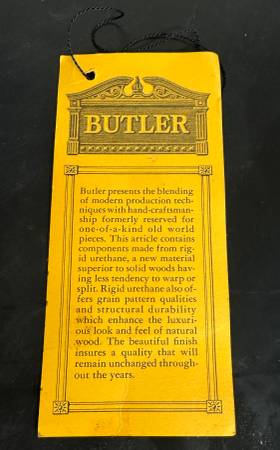 BUTLER
Butler presents the blending
of modern production tech-
niques with hand-craftsman-
ship formerly reserved for
one-of-a-kind old world
pieces. This article contains
components made from rig-
id urethane, a new material
superior to solid woods hav-
ing less tendency to warp or
split. Rigid urethane also of-
fers grain pattern qualities
and structural durability
which enhance the luxuri-
ous look and feel of natural
wood. The beautiful finish
insures a quality that will
remain unchanged through-
out the years.